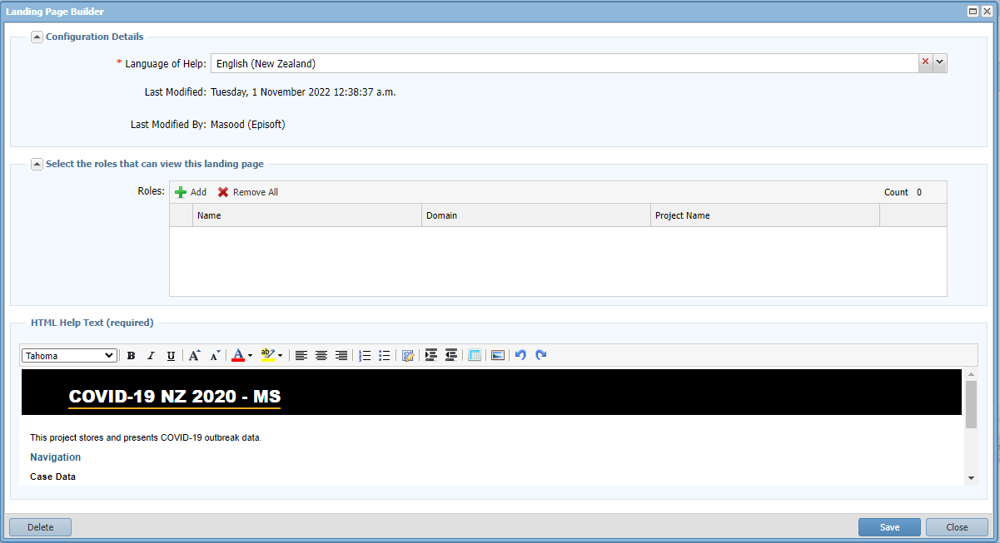 Landing Page Builder
Configuration Details
* Language of Help: English (New Zealand)
Last Modified: Tuesday, 1 November 2022 12:38:37 a.m.
Last Modified By: Masood (Episoft)
Select the roles that can view this landing page
Roles: Add Remove All Count 0
Name Domain Project Name
HTML Help Text (required)
Tahoma B I U A A A ab
COVID-19 NZ 2020 - MS
This project stores and presents COVID-19 outbreak data.
Navigation
Case Data
Delete Save Close